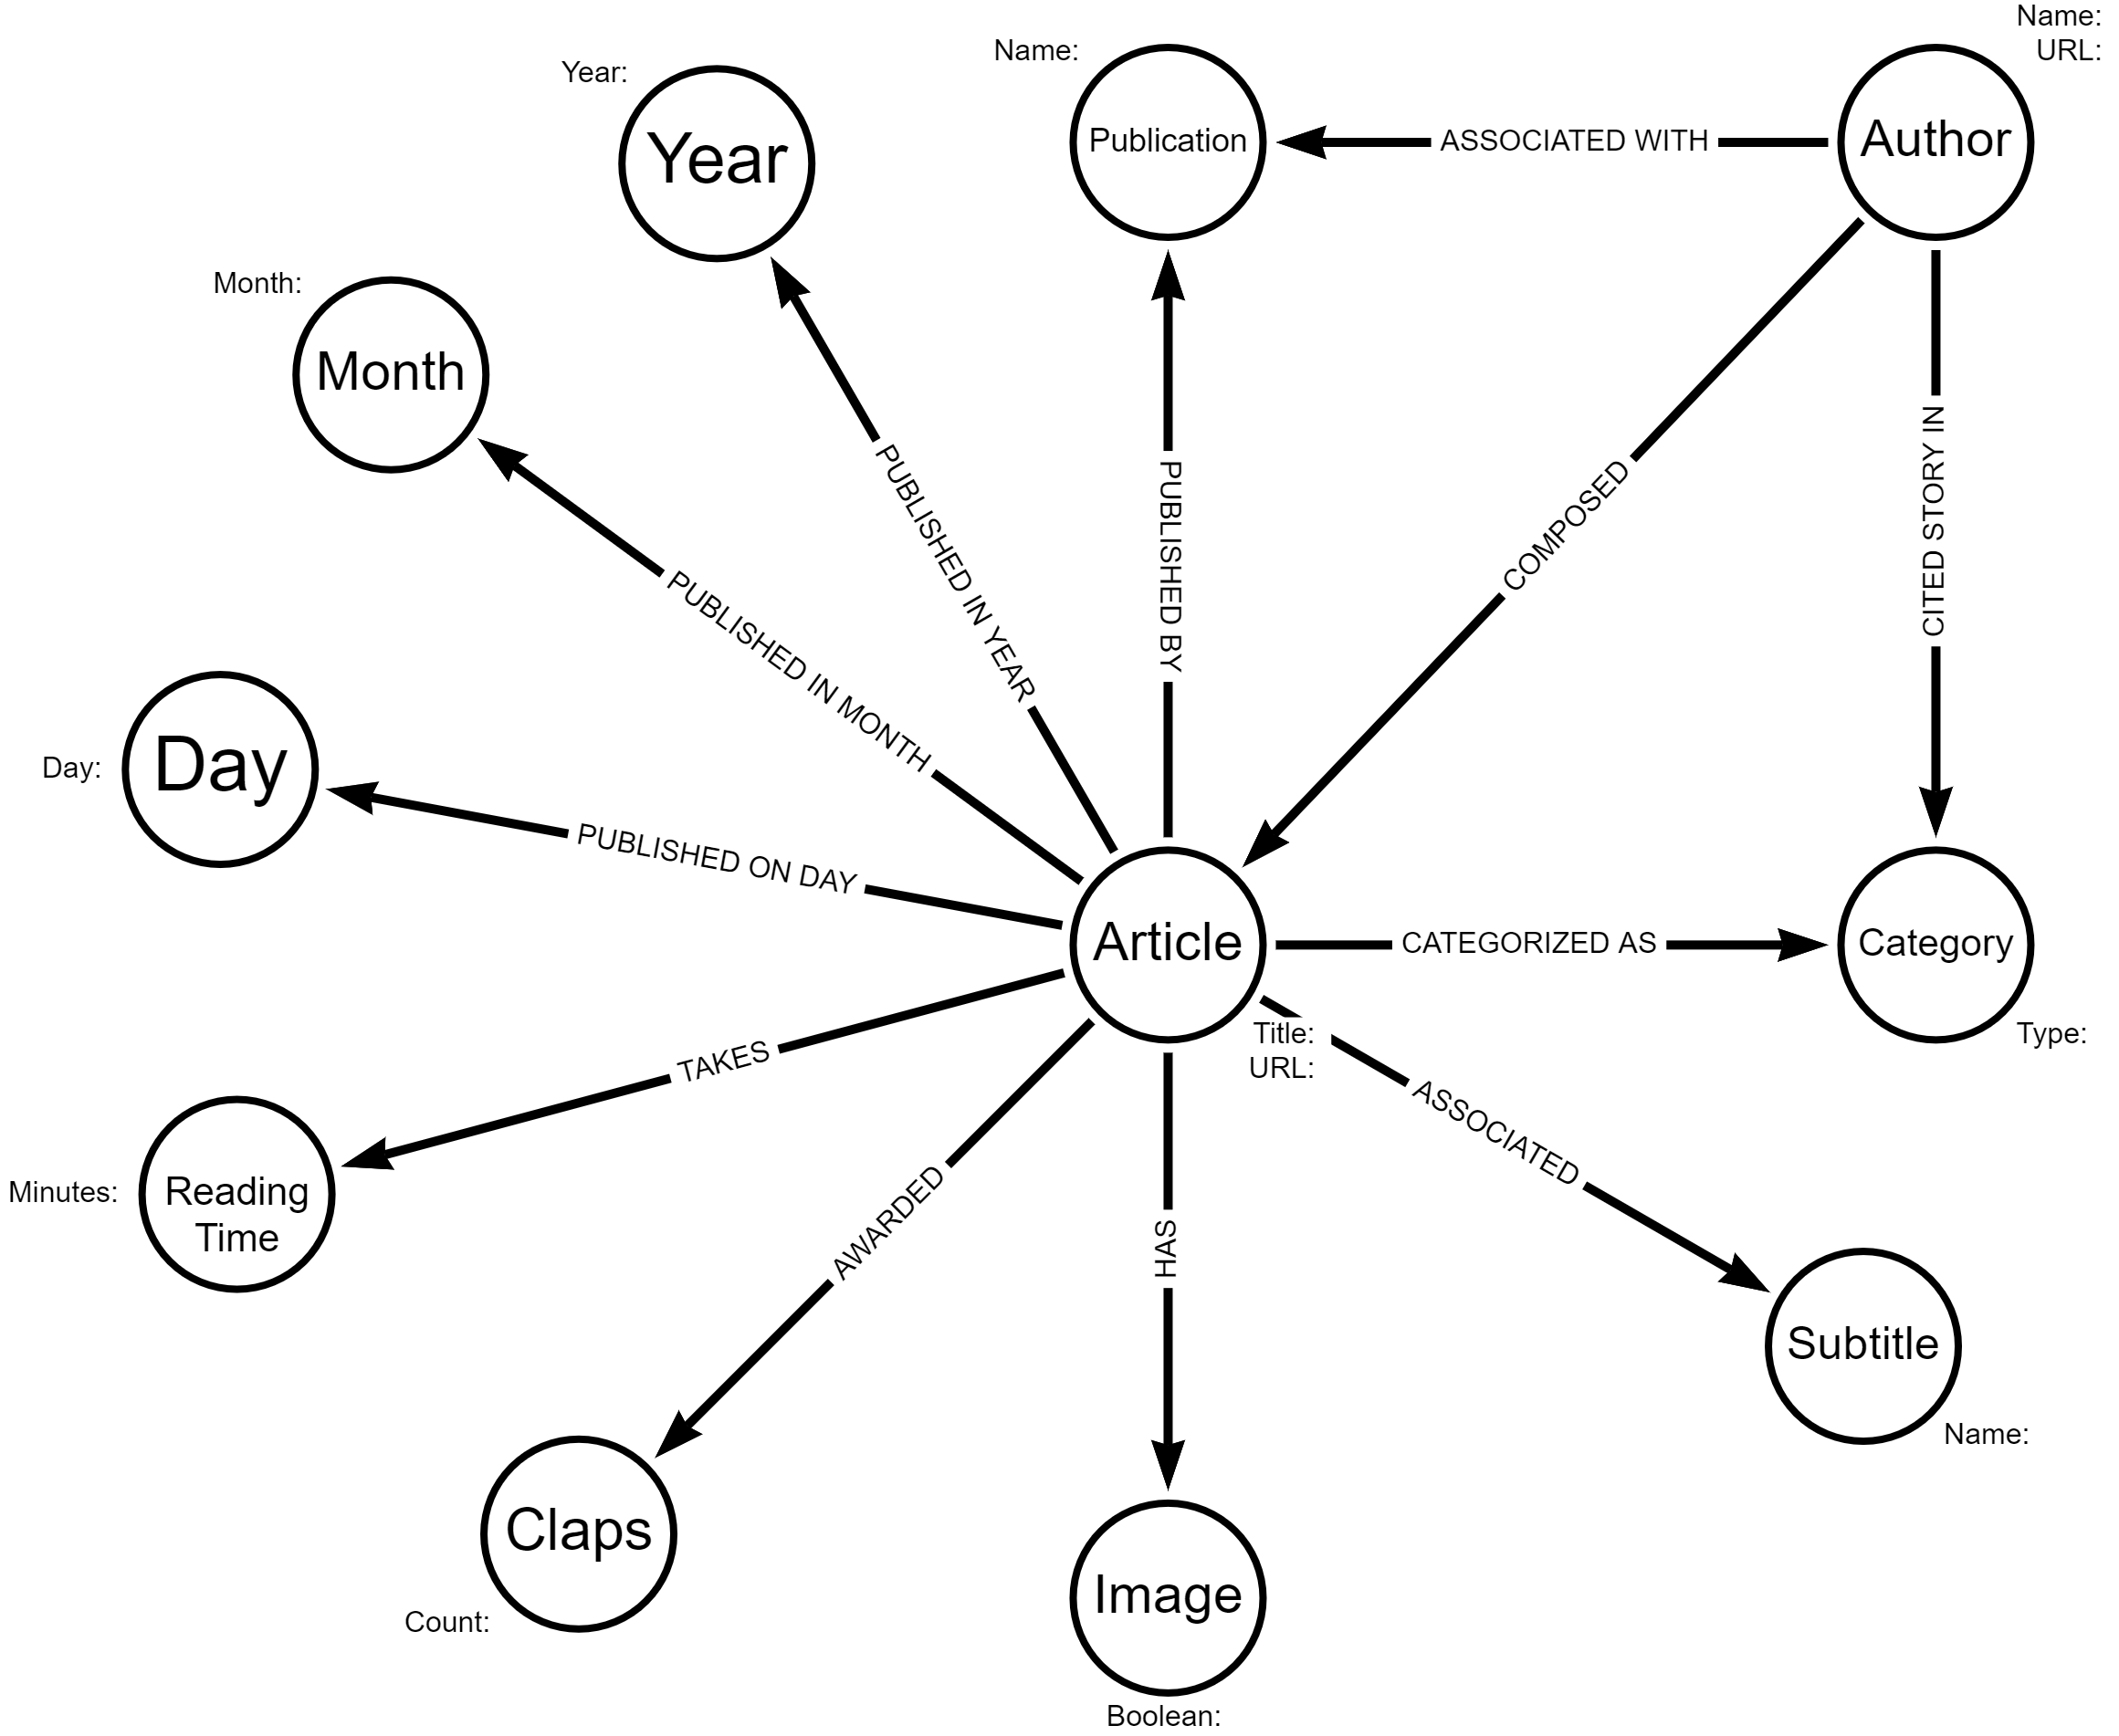 Name:
URL:
Name:
Year:
Publication
ASSOCIATED WITH
Author
Year
Month:
Month
PUBLISHED IN YEAR
PUBLISHED BY
COMPOSED
CITED STORY IN
PUBLISHED IN MONTH
Day:
Day
PUBLISHED ON DAY
Article
CATEGORIZED AS
Category
Title:
URL:
Type:
TAKES
ASSOCIATED
Minutes:
Reading
Time
AWARDED
HAS
Subtitle
Name:
Claps
Count:
Image
Boolean: